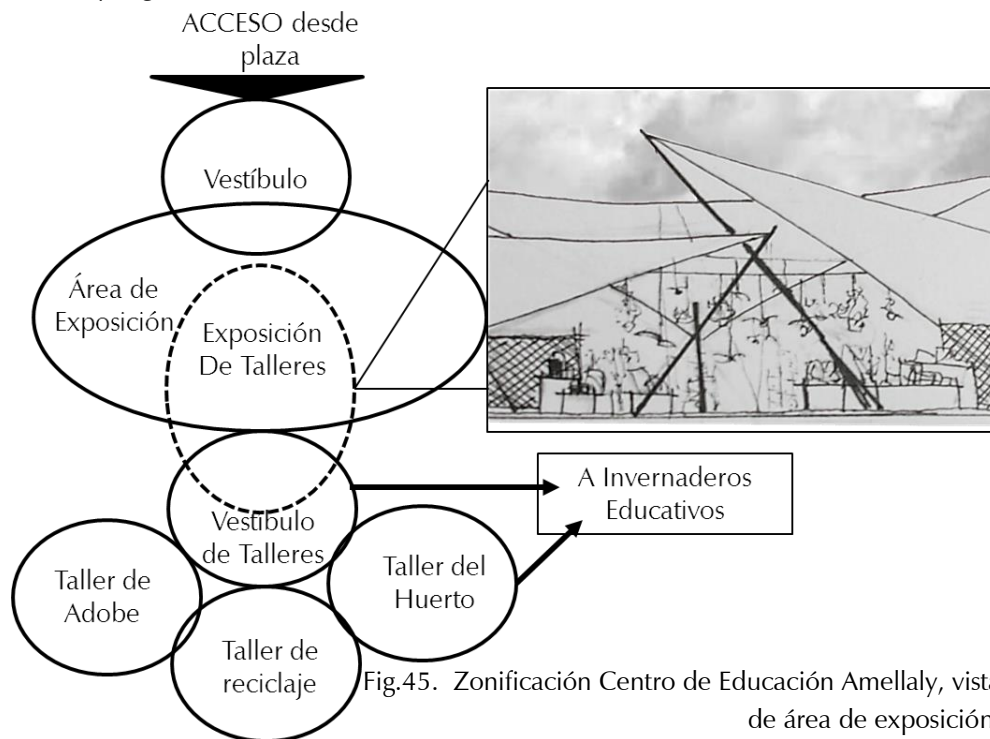 ACCESO desde
plaza
Vestíbulo
Área de
Exposición
Exposición
De Talleres
A Invernaderos
Educativos
Vestíbulo
de Talleres
Taller de
Adobe
Taller del
Huerto
Taller de
reciclaje
Fig.45. Zonificación Centro de Educación Amellaly, vista
de área de exposición